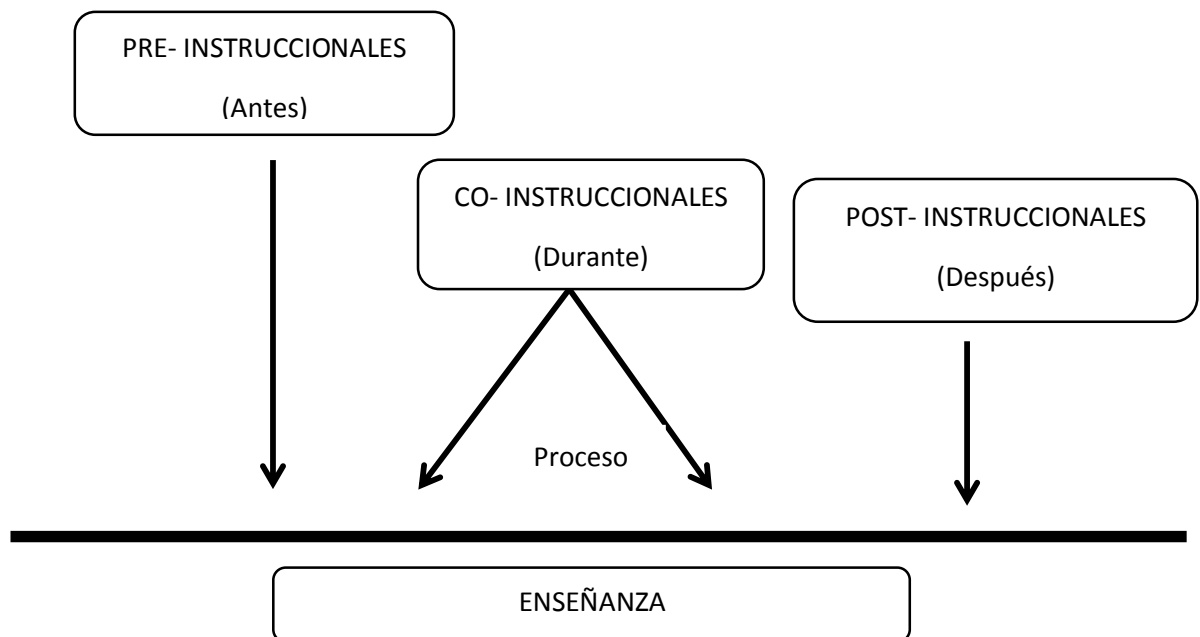 PRE- INSTRUCCIONALES
(Antes)
CO- INSTRUCCIONALES
(Durante)
POST- INSTRUCCIONALES
(Después)
Proceso
ENSEÑANZA